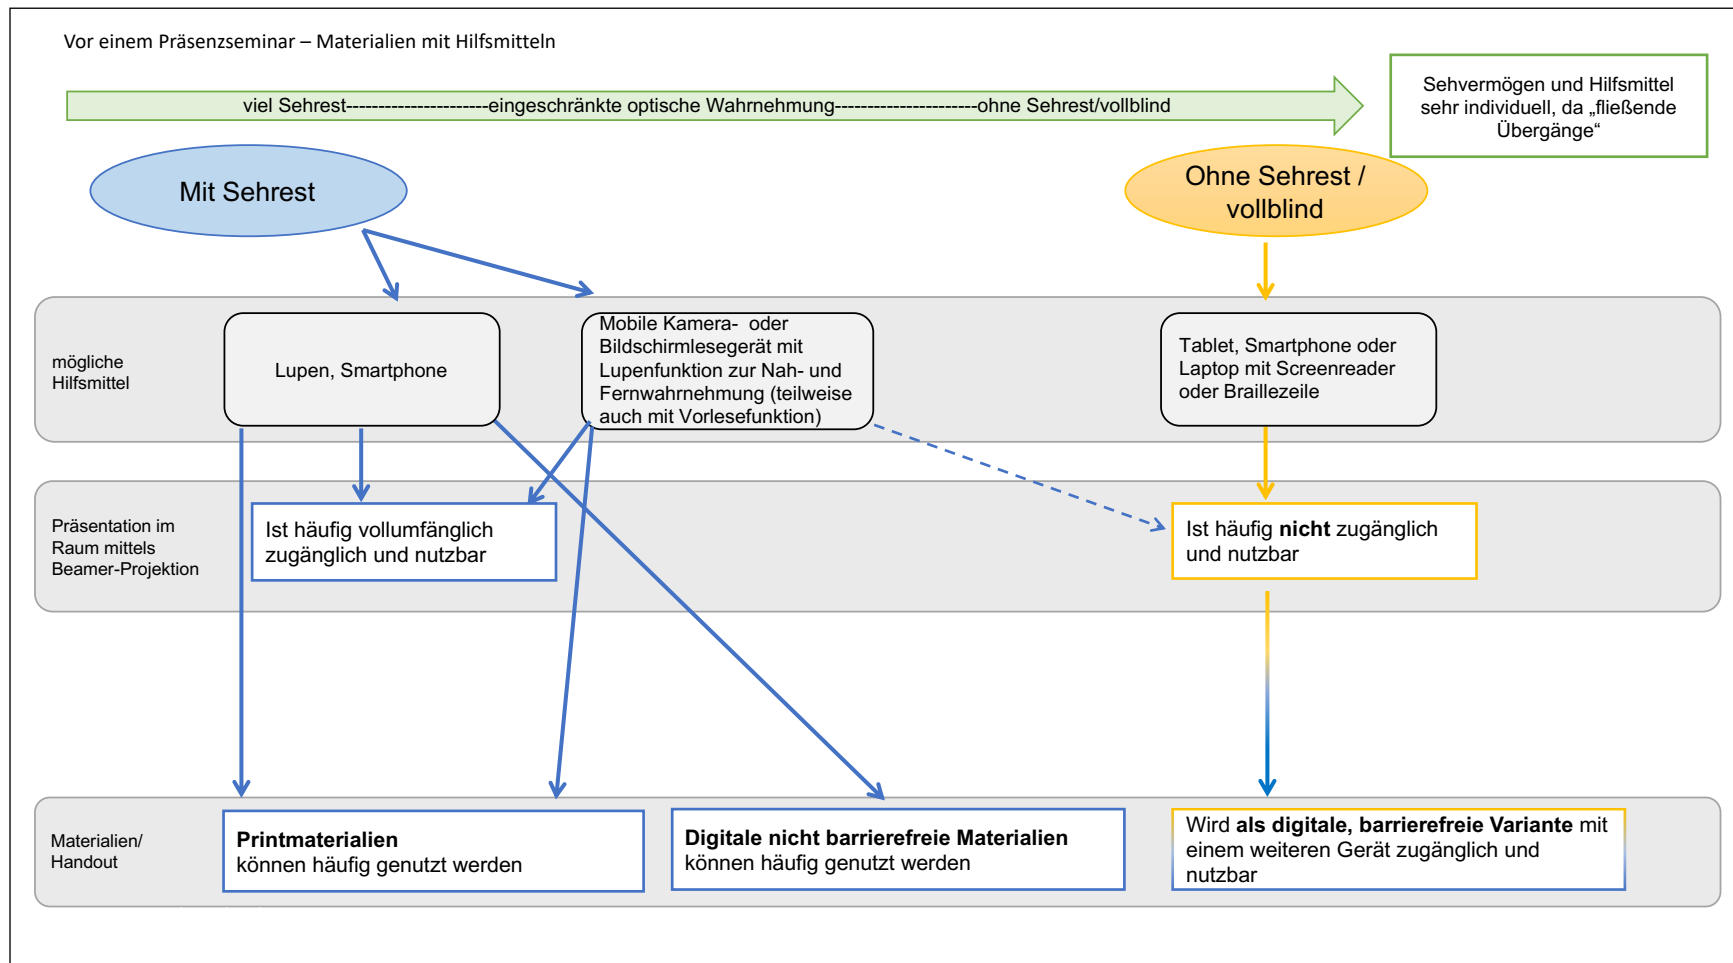 Vor einem Präsenzseminar – Materialien mit Hilfsmitteln
viel Sehrest---------------------eingeschränkte optische Wahrnehmung----------------------ohne Sehrest/vollblind
Sehvermögen und Hilfsmittel
sehr individuell, da „fließende
Übergänge“
Mit Sehrest
Ohne Sehrest /
vollblind
mögliche
Hilfsmittel
Lupen, Smartphone
Mobile Kamera- oder
Bildschirmlesegerät mit
Lupenfunktion zur Nah- und
Fernwahrnehmung (teilweise
auch mit Vorlesefunktion)
Tablet, Smartphone oder
Laptop mit Screenreader
oder Braillezeile
Präsentation im
Raum mittels
Beamer-Projektion
Ist häufig vollumfänglich
zugänglich und nutzbar
Ist häufig nicht zugänglich
und nutzbar
Materialien/
Handout
Printmaterialien
können häufig genutzt werden
Digitale nicht barrierefreie Materialien
können häufig genutzt werden
Wird als digitale, barrierefreie Variante mit
einem weiteren Gerät zugänglich und
nutzbar